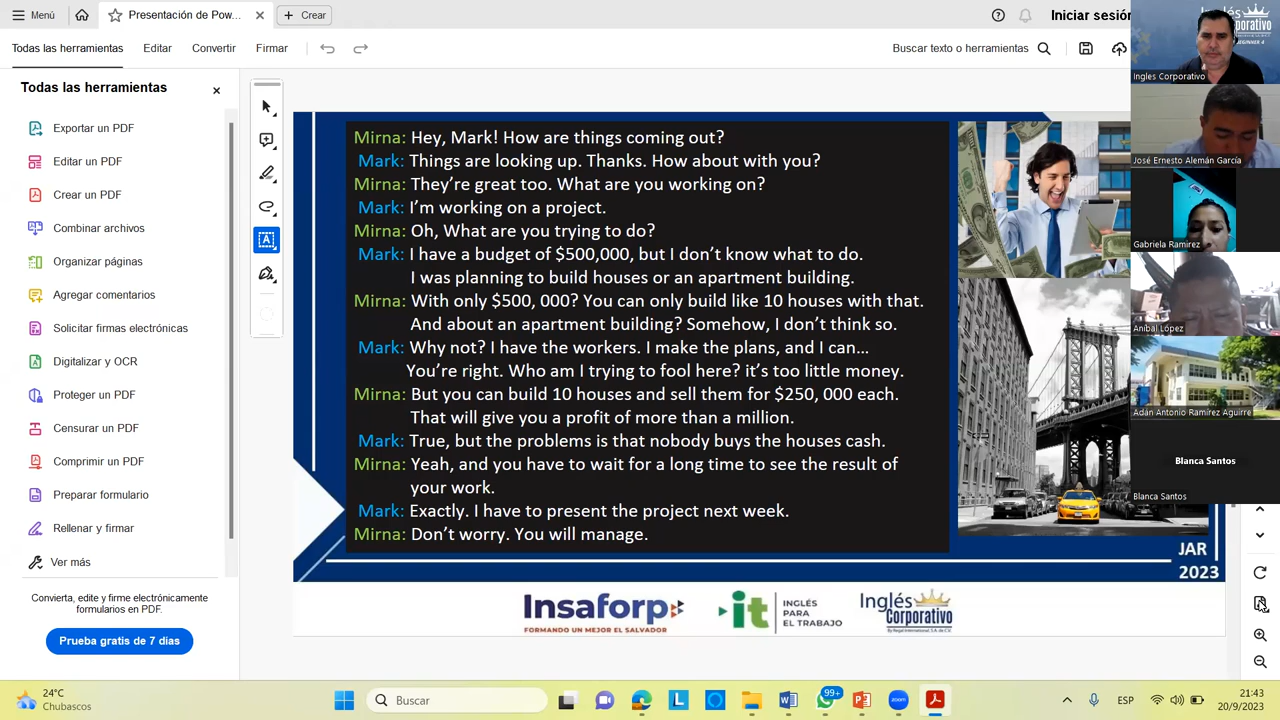 Menú
Presentación de Pow...
Crear
Iniciar sesión
Todas las herramientas
Editar
Convertir
Firmar
Buscar texto o herramientas
Todas las herramientas
Exportar un PDF
Editar un PDF
Crear un PDF
Combinar archivos
Organizar páginas
Agregar comentarios
Solicitar firmas electrónicas
Digitalizar y OCR
Proteger un PDF
Censurar un PDF
Comprimir un PDF
Preparar formulario
Rellenar y firmar
Ver más
Convierta, edite y firme electrónicamente
formularios en PDF.
Prueba gratis de 7 días
Mirna: Hey, Mark! How are things coming out?
Mark: Things are looking up. Thanks. How about with you?
Mirna: They’re great too. What are you working on?
Mark: I’m working on a project.
Mirna: Oh, What are you trying to do?
Mark: I have a budget of $500,000, but I don’t know what to do.
I was planning to build houses or an apartment building.
Mirna: With only $500, 000? You can only build like 10 houses with that.
And about an apartment building? Somehow, I don’t think so.
Mark: Why not? I have the workers. I make the plans, and I can…
You’re right. Who am I trying to fool here? it’s too little money.
Mirna: But you can build 10 houses and sell them for $250, 000 each.
That will give you a profit of more than a million.
Mark: True, but the problems is that nobody buys the houses cash.
Mirna: Yeah, and you have to wait for a long time to see the result of
your work.
Mark: Exactly. I have to present the project next week.
Mirna: Don’t worry. You will manage.
JAR
2023
Insaforp
FORMANDO UN MEJOR EL SALVADOR
it
INGLÉS
PARA
EL TRABAJO
Inglés
Corporativo
By Regal International, S.A. de C.V.
Inglés
Corporativo
BEGINNER 4
Ingles Corporativo
José Ernesto Alemán García
Gabriela Ramirez
Anibal López
Adán Antonio Ramírez Aguirre
Blanca Santos
Blanca Santos
24°C
Chubascos
Buscar
99+
ESP
21:43
20/9/2023